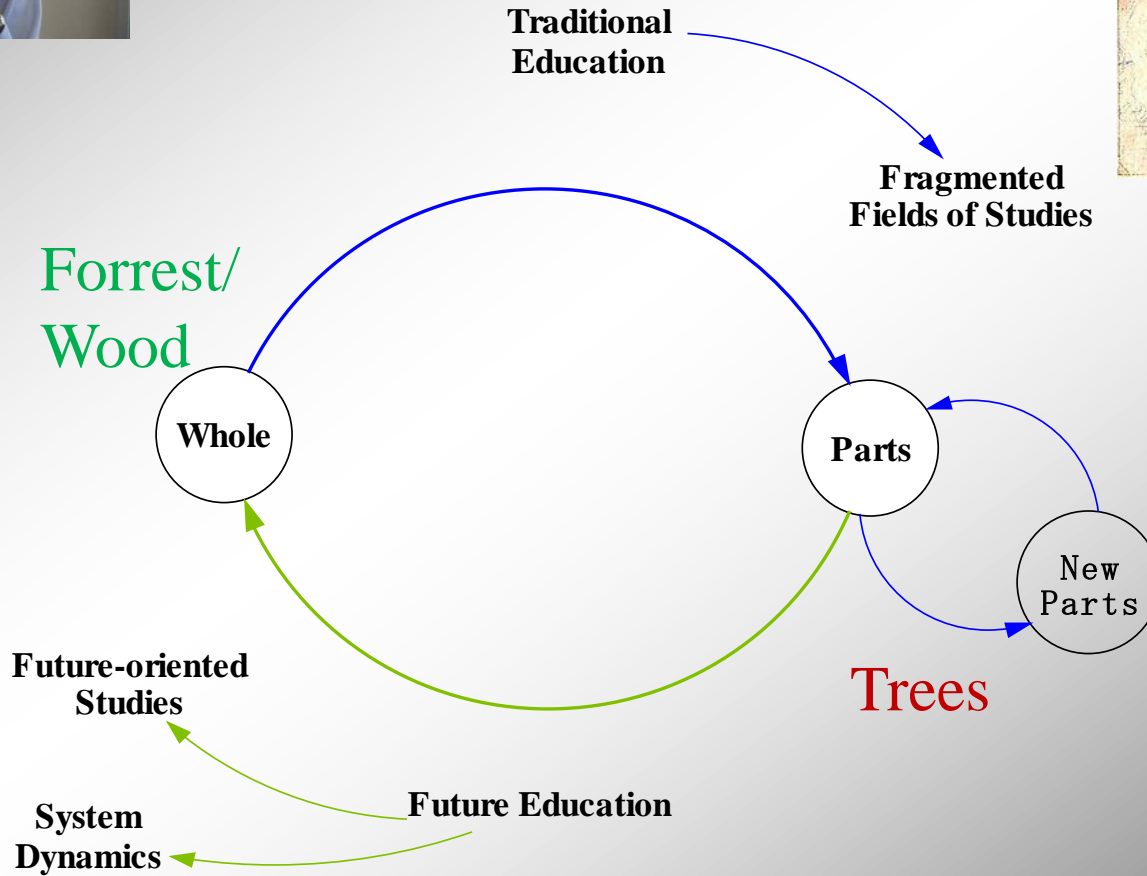 Traditional
Education
Fragmented
Fields of Studies
Forrest/
Wood
Whole
Parts
New
Parts
Trees
Future-oriented
Studies
Future Education
System
Dynamics